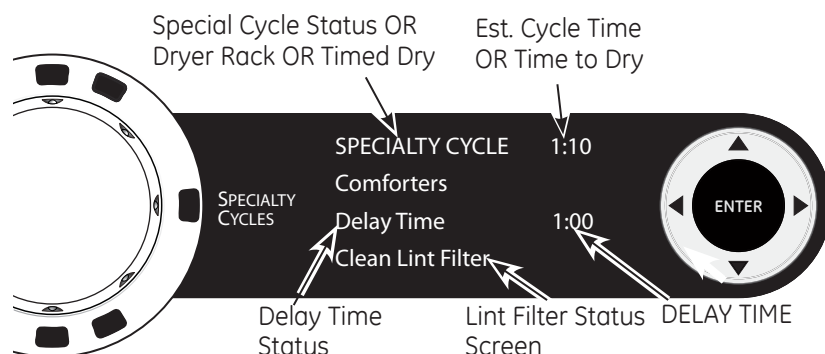 Special Cycle Status OR
Dryer Rack OR Timed Dry
Est. Cycle Time
OR Time to Dry
SPECIALTY CYCLE 1:10
Comforters
SPECIALTY
CYCLES
Delay Time 1:00
Clean Lint Filter
ENTER
Delay Time
Status
Lint Filter Status
Screen
DELAY TIME